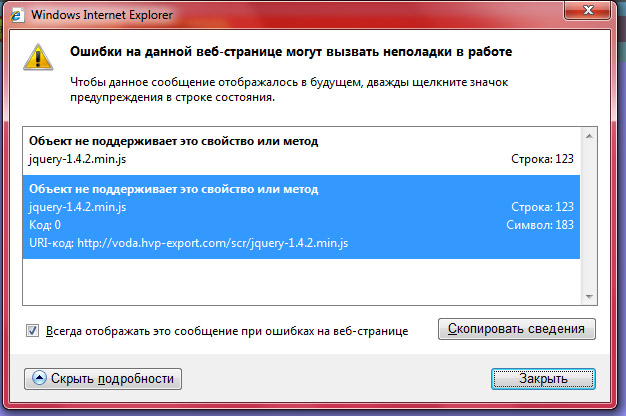 Windows Internet Explorer
Ошибки на данной веб-странице могут вызвать неполадки в работе
Чтобы данное сообщение отображалось в будущем, дважды щелкните значок
предупреждения в строке состояния.
Объект не поддерживает это свойство или метод
jquery-1.4.2.min.js Строка: 123
Объект не поддерживает это свойство или метод
jquery-1.4.2.min.js Строка: 123
Код: 0 Символ: 183
URI-код: http://voda.hvp-export.com/scr/jquery-1.4.2.min.js
Всегда отображать это сообщение при ошибках на веб-странице
Скопировать сведения
Скрыть подробности
Закрыть